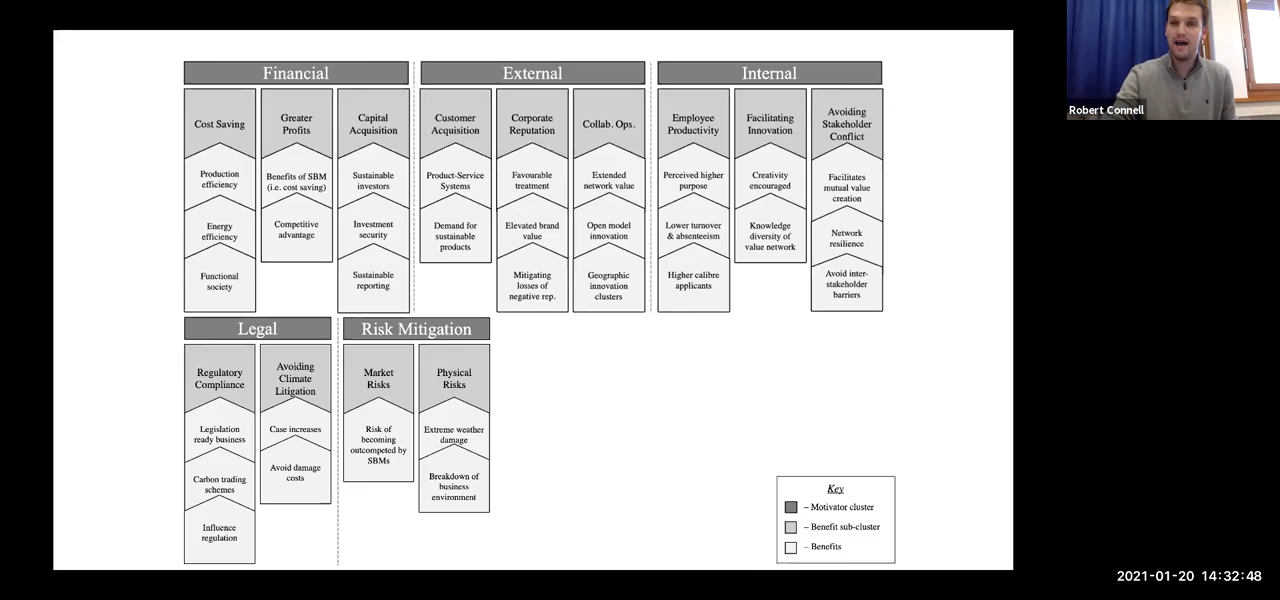 Robert Connell
Financial
External
Internal
Cost Saving
Production
efficiency
Energy
efficiency
Functional
society
Greater
Profits
Benefits of SBM
(i.e. cost saving)
Competitive
advantage
Capital
Acquisition
Sustainable
investors
Investment
security
Sustainable
reporting
Customer
Acquisition
Product-Service
Systems
Demand for
sustainable
products
Corporate
Reputation
Favourable
treatment
Elevated brand
value
Mitigating
losses of
negative rep.
Collab. Ops.
Extended
network value
Open model
innovation
Geographic
innovation
clusters
Employee
Productivity
Perceived higher
purpose
Lower turnover
& absenteeism
Higher calibre
applicants
Facilitating
Innovation
Creativity
encouraged
Knowledge
diversity of
value network
Avoiding
Stakeholder
Conflict
Facilitates
mutual value
creation
Network
resilience
Avoid inter-
stakeholder
barriers
Legal
Risk Mitigation
Regulatory
Compliance
Legislation
ready business
Carbon trading
schemes
Influence
regulation
Avoiding
Climate
Litigation
Case increases
Avoid damage
costs
Market
Risks
Risk of
becoming
outcompeted by
SBMs
Physical
Risks
Extreme weather
damage
Breakdown of
business
environment
Key
– Motivator cluster
– Benefit sub-cluster
– Benefits
2021-01-20 14:32:48